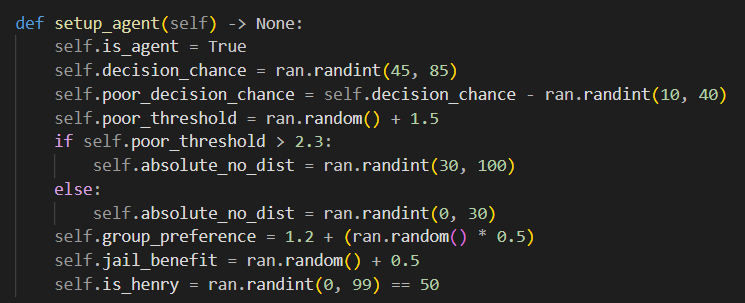 def setup_agent(self) -> None:
    self.is_agent = True
    self.decision_chance = ran.randint(45, 85)
    self.poor_decision_chance = self.decision_chance - ran.randint(10, 40)
    self.poor_threshold = ran.random() + 1.5
    if self.poor_threshold > 2.3:
        self.absolute_no_dist = ran.randint(30, 100)
    else:
        self.absolute_no_dist = ran.randint(0, 30)
    self.group_preference = 1.2 + (ran.random() * 0.5)
    self.jail_benefit = ran.random() + 0.5
    self.is_henry = ran.randint(0, 99) == 50